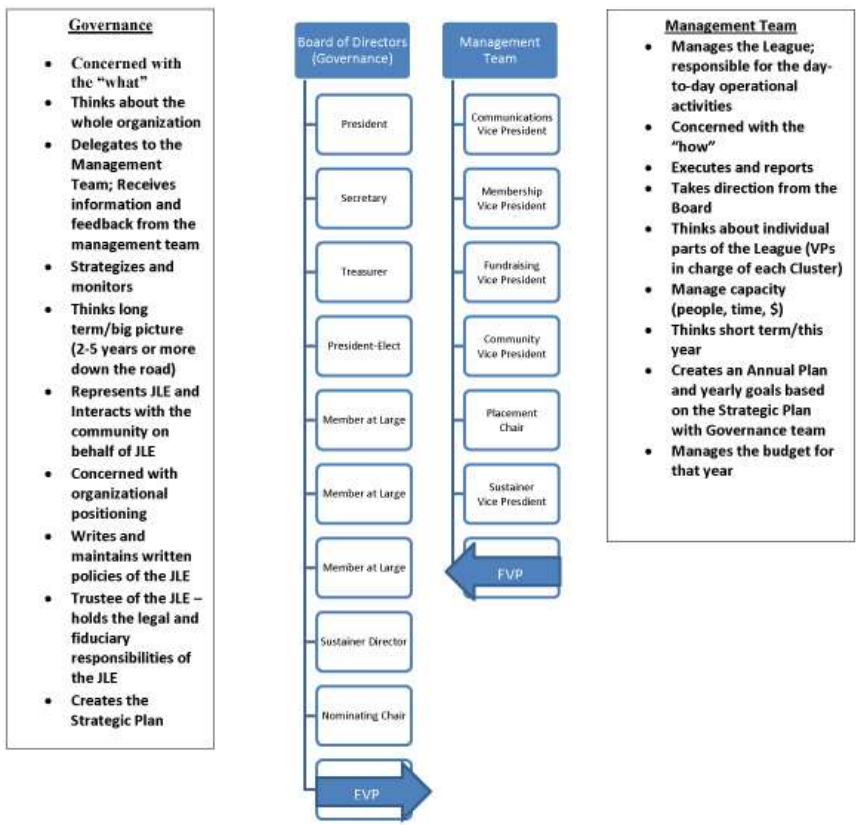 Governance
• Concerned with
the “what”
• Thinks about the
whole organization
• Delegates to the
Management
Team; Receives
information and
feedback from the
management team
• Strategizes and
monitors
• Thinks long
term/big picture
(2-5 years or more
down the road)
• Represents JLE and
Interacts with the
community on
behalf of JLE
• Concerned with
organizational
positioning
• Writes and
maintains written
policies of the JLE
• Trustee of the JLE –
holds the legal and
fiduciary
responsibilities of
the JLE
• Creates the
Strategic Plan
Board of Directors
(Governance)
President
Secretary
Treasurer
President-Elect
Member at Large
Member at Large
Member at Large
Sustainer Director
Nominating Chair
EVP
Management
Team
Communications
Vice President
Membership
Vice President
Fundraising
Vice President
Community
Vice President
Placement
Chair
Sustainer
Vice Presdient
EVP
Management Team
• Manages the League;
responsible for the day-
to-day operational
activities
• Concerned with the
“how”
• Executes and reports
• Takes direction from the
Board
• Thinks about individual
parts of the League (VPs
in charge of each Cluster)
• Manage capacity
(people, time, $)
• Thinks short term/this
year
• Creates an Annual Plan
and yearly goals based
on the Strategic Plan
with Governance team
• Manages the budget for
that year